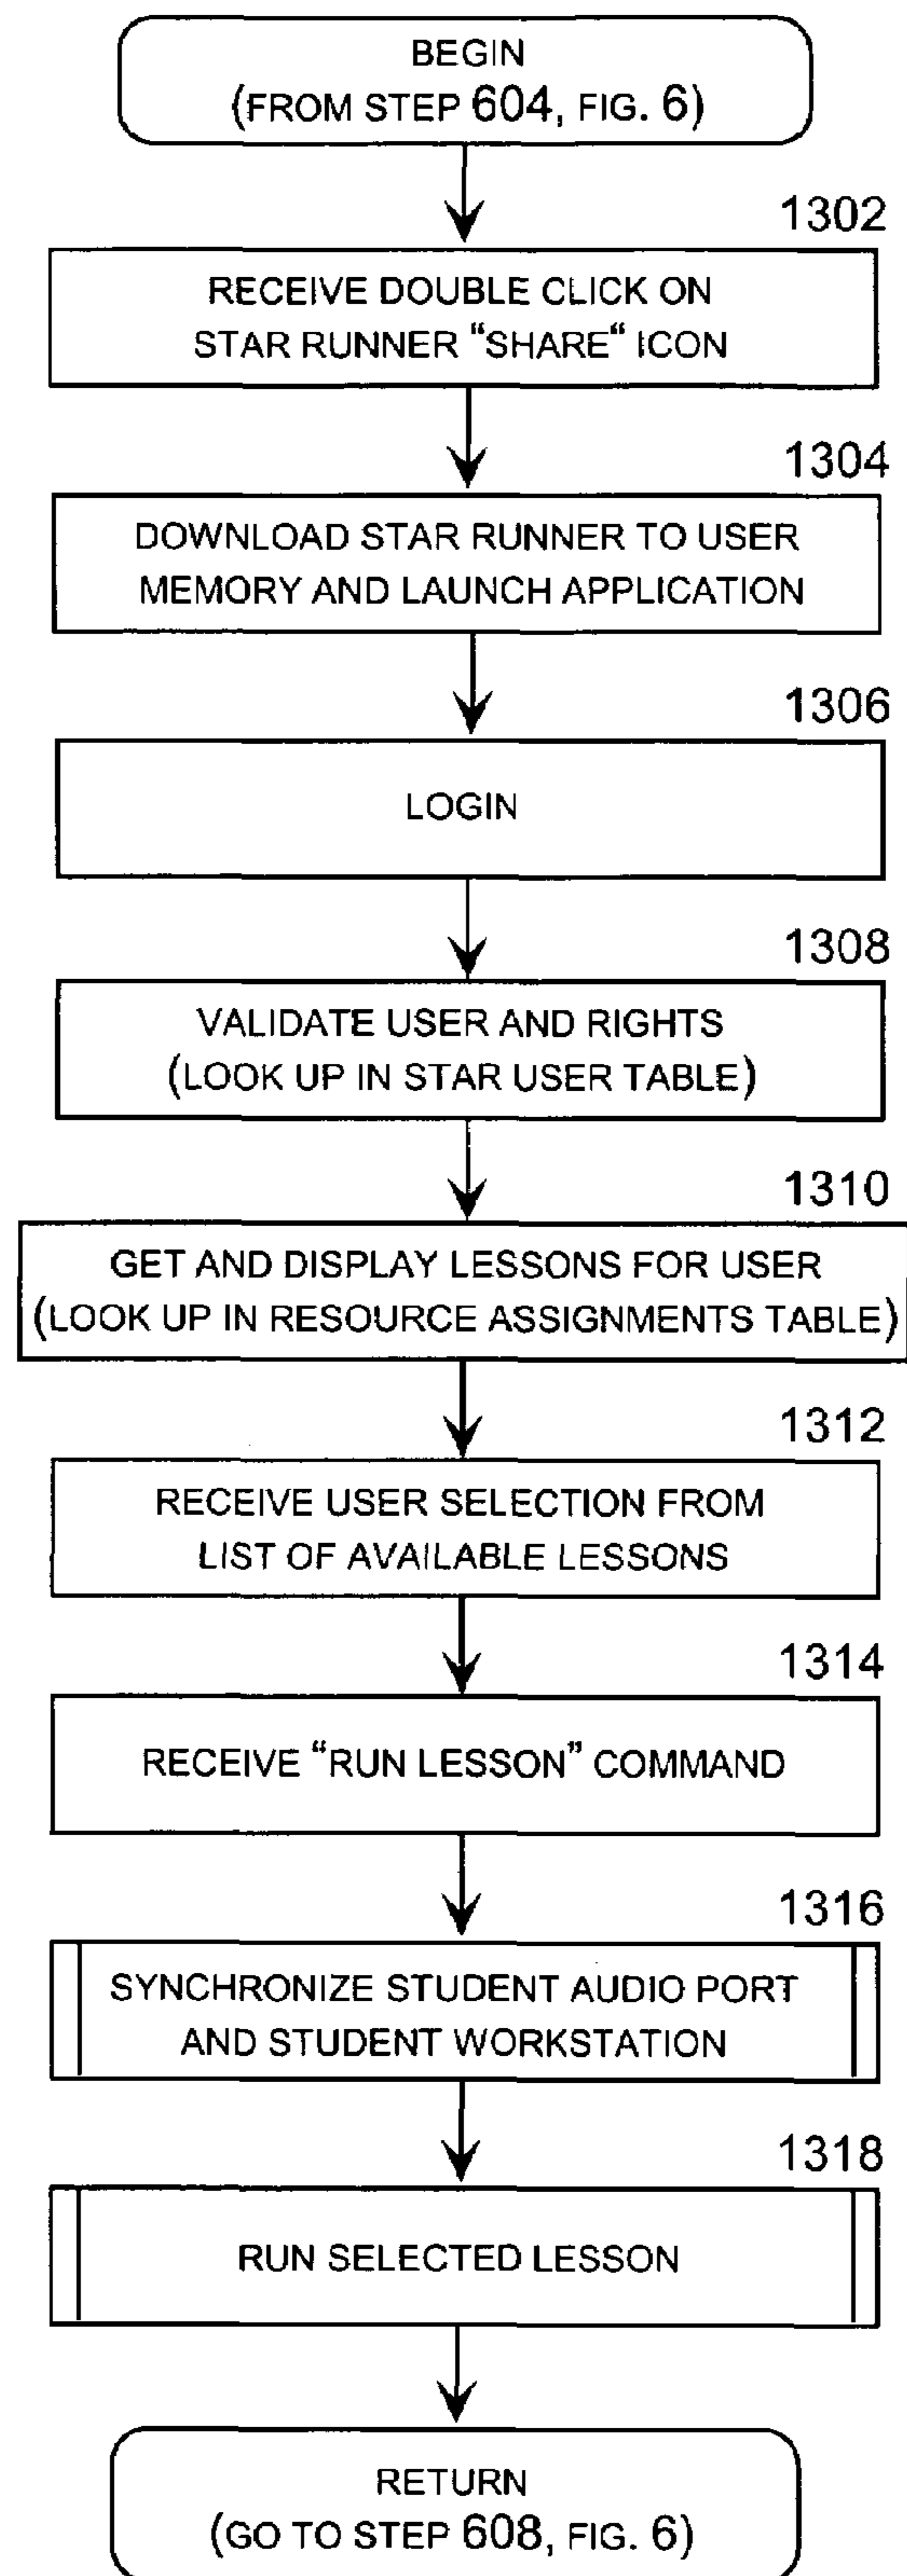 BEGIN
(FROM STEP 604, FIG. 6)
1302
RECEIVE DOUBLE CLICK ON
STAR RUNNER “SHARE“ ICON
1304
DOWNLOAD STAR RUNNER TO USER
MEMORY AND LAUNCH APPLICATION
1306
LOGIN
1308
VALIDATE USER AND RIGHTS
(LOOK UP IN STAR USER TABLE)
1310
GET AND DISPLAY LESSONS FOR USER
(LOOK UP IN RESOURCE ASSIGNMENTS TABLE)
1312
RECEIVE USER SELECTION FROM
LIST OF AVAILABLE LESSONS
1314
RECEIVE “RUN LESSON” COMMAND
1316
SYNCHRONIZE STUDENT AUDIO PORT
AND STUDENT WORKSTATION
1318
RUN SELECTED LESSON
RETURN
(GO TO STEP 608, FIG. 6)